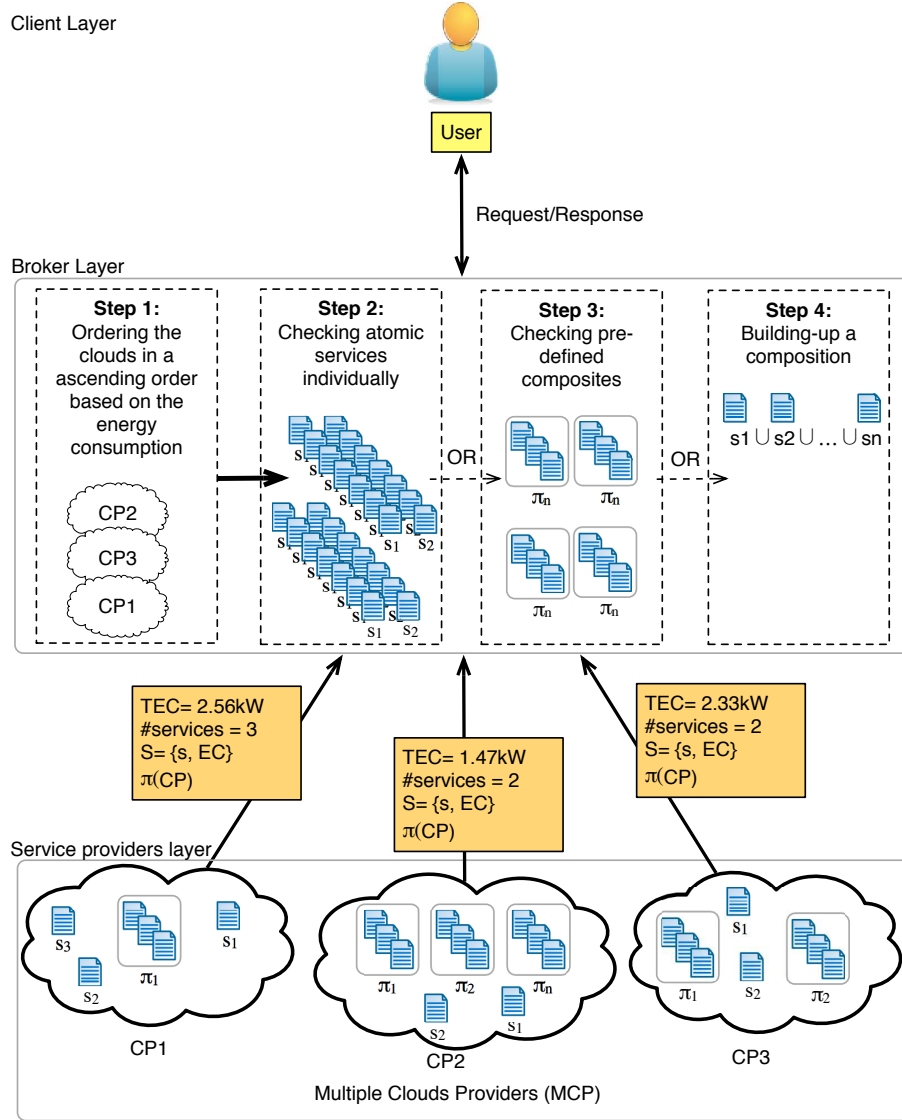 Client Layer
User
Request/Response
Broker Layer
Step 1:
Ordering the
clouds in a
ascending order
based on the
energy
consumption
CP2
CP3
CP1
Step 2:
Checking atomic
services
individually
s1
s2
s1
s2
OR
Step 3:
Checking pre-
defined
composites
πn
πn
πn
πn
OR
Step 4:
Building-up a
composition
s1 ∪ s2 ∪ ... ∪ sn
TEC= 2.56kW
#services = 3
S= {s, EC}
π(CP)
TEC= 1.47kW
#services = 2
S= {s, EC}
π(CP)
TEC= 2.33kW
#services = 2
S= {s, EC}
π(CP)
Service providers layer
s3
s2
π1
s1
CP1
π1
π2
πn
s2
s1
CP2
s1
π1
s2
π2
CP3
Multiple Clouds Providers (MCP)